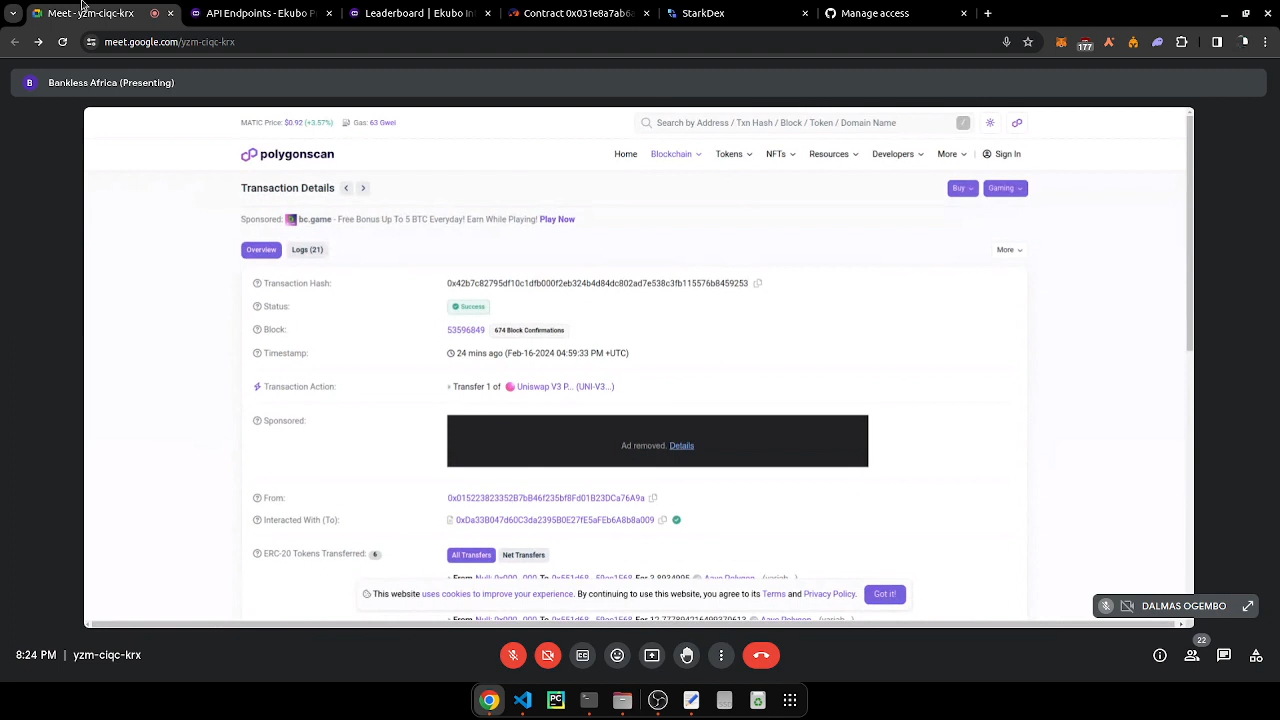 Meet - yzm-ciqc-krx
API Endpoints - Ekubo P
Leaderboard | Ekubo In
Contract 0x031e87a7ab6a
StarkDex
Manage access
meet.google.com/yzm-ciqc-krx
177
B Bankless Africa (Presenting)
MATIC Price: $0.92 (+3.57%) Gas: 63 Gwei
Search by Address / Txn Hash / Block / Token / Domain Name /
polygonscan
Home Blockchain Tokens NFTs Resources Developers More Sign In
Transaction Details
Buy Gaming
Sponsored: bc.game - Free Bonus Up To 5 BTC Everyday! Earn While Playing! Play Now
Overview Logs (21) More
Transaction Hash: 0x42b7c82795df10c1dfb000f2eb324b4d84dc802ad7e538c3fb115576b8459253
Status: Success
Block: 53596849 674 Block Confirmations
Timestamp: 24 mins ago (Feb-16-2024 04:59:33 PM +UTC)
Transaction Action: Transfer 1 of Uniswap V3 P... (UNI-V3...)
Sponsored:
Ad removed. Details
From: 0x015223823352B7bB46f235bf8Fd01B23DCa76A9a
Interacted With (To): 0xDa33B047d60C3da2395B0E27fE5aFEb6A8b8a009
ERC-20 Tokens Transferred: 6 All Transfers Net Transfers
This website uses cookies to improve your experience. By continuing to use this website, you agree to its Terms and Privacy Policy. Got it!
DALMAS OGEMBO
8:24 PM | yzm-ciqc-krx
22